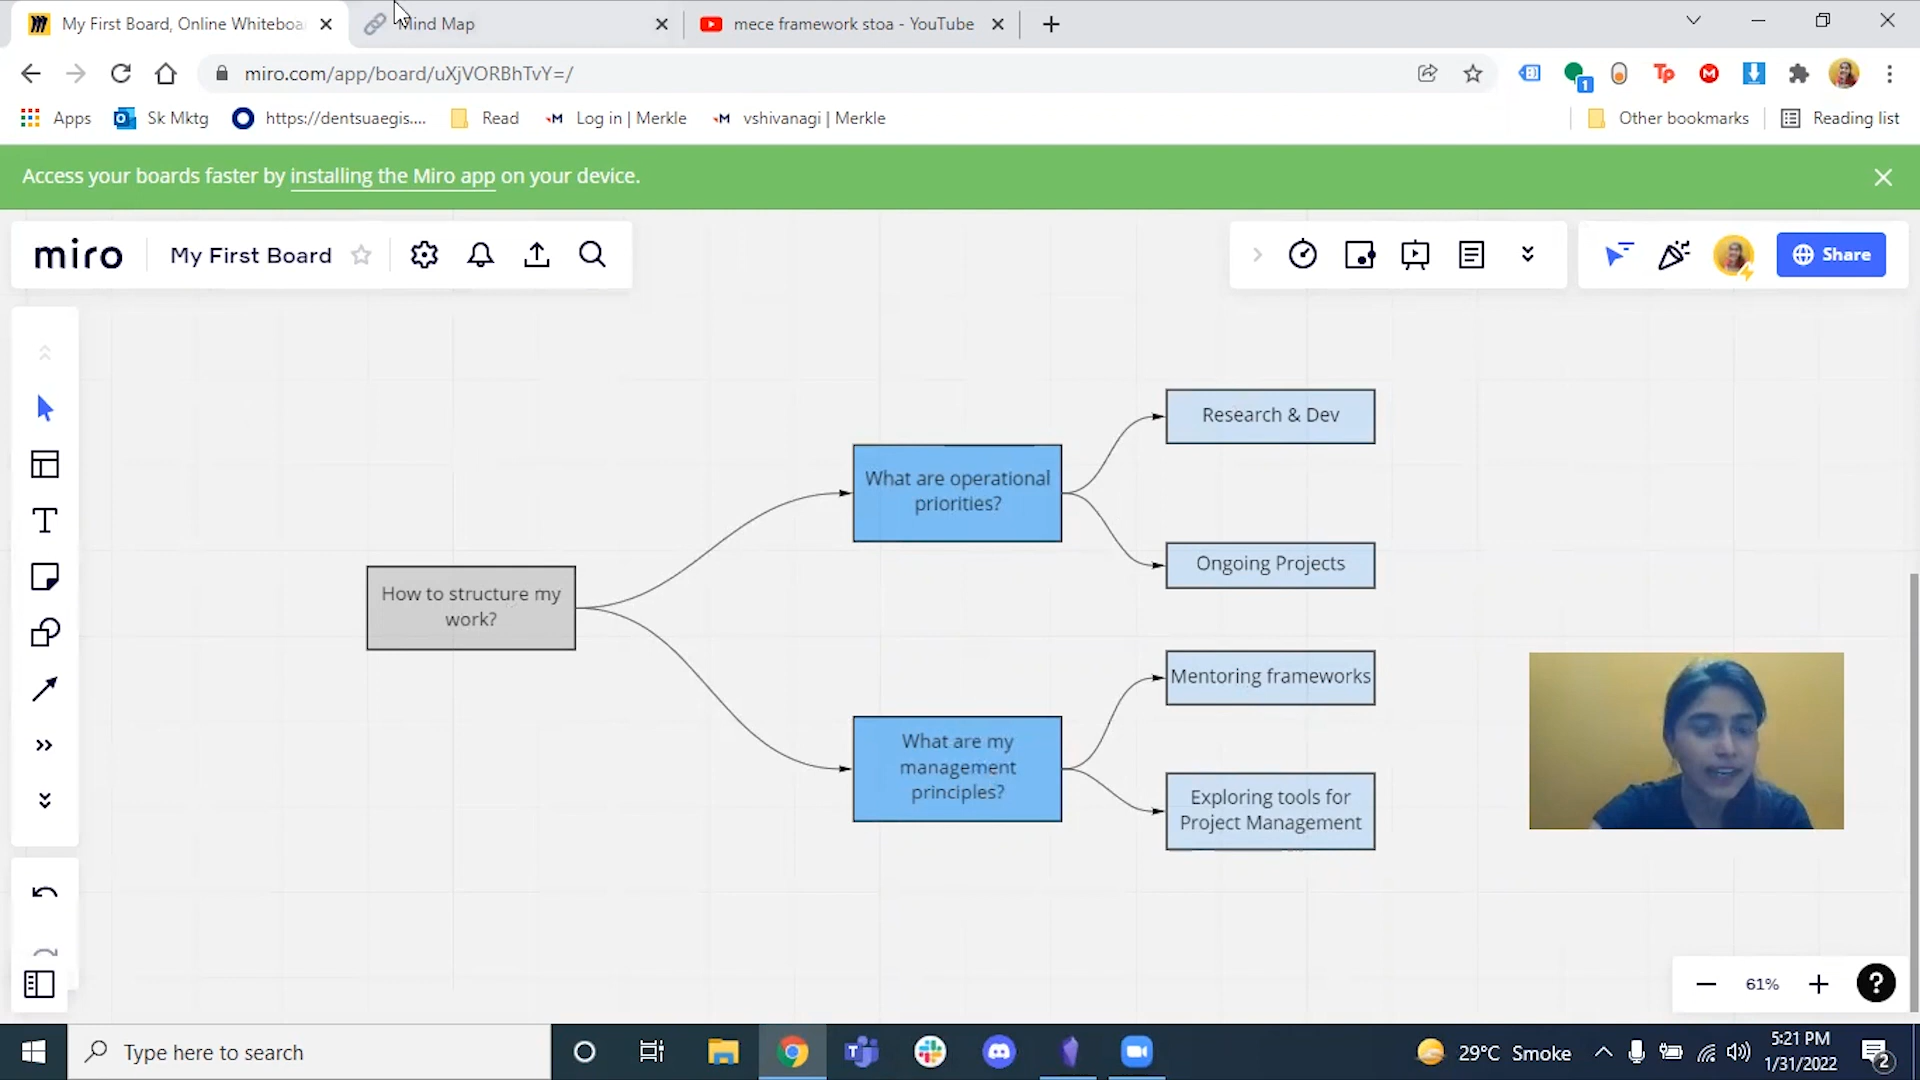 My First Board, Online Whiteboa
Mind Map
mece framework stoa - YouTube
miro.com/app/board/uXjVORBhTvY=/
1
Tp
M
Apps
Sk Mktg
https://dentsuaegis....
Read
Log in | Merkle
vshivanagi | Merkle
Other bookmarks
Reading list
Access your boards faster by installing the Miro app on your device.
miro
My First Board
Share
Research & Dev
What are operational
priorities?
Ongoing Projects
How to structure my
work?
Mentoring frameworks
What are my
management
principles?
Exploring tools for
Project Management
61%
?
Type here to search
29°C Smoke
5:21 PM
1/31/2022
2